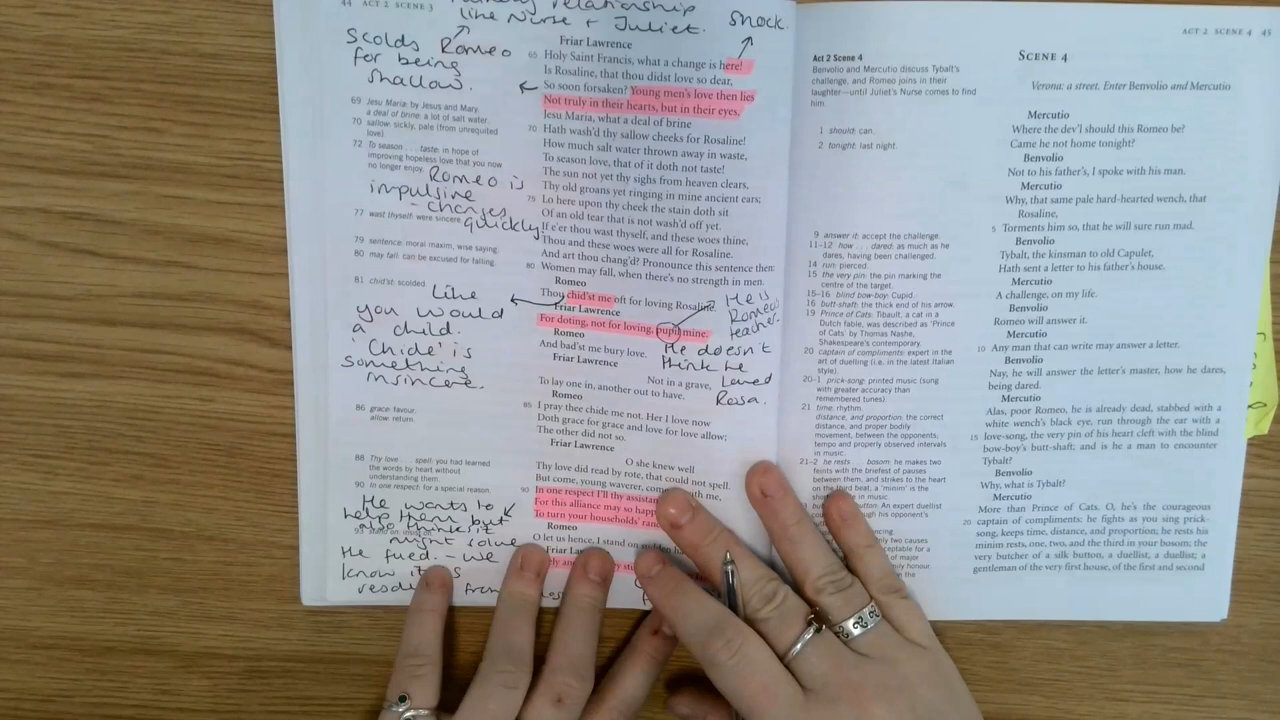 44 ACT 2 SCENE 3
relationship
like Nurse + Juliet.
shock.
scolds Romeo
for being
shallow.
69 Jesu Maria: by Jesus and Mary.
a deal of brine: a lot of salt water.
70 sallow: sickly, pale (from unrequited
love).
72 To season . . . taste: in hope of
improving hopeless love that you now
no longer enjoy.
Romeo is
impulsive
- changes
quickly
77 wast thyself: were sincere.
79 sentence: moral maxim, wise saying.
80 may fall: can be excused for falling.
81 chid'st: scolded.
Like
you would
a child.
'Chide' is
something
insincere.
86 grace: favour.
allow: return.
88 Thy love . . . spell: you had learned
the words by heart without
understanding them.
90 In one respect: for a special reason
He wants to
help them but
also thinks it
might
The fued. - we
know it is
Friar Lawrence
65 Holy Saint Francis, what a change is here!
Is Rosaline, that thou didst love so dear,
So soon forsaken? Young men's love then lies
Not truly in their hearts, but in their eyes.
Jesu Maria, what a deal of brine
70 Hath wash'd thy sallow cheeks for Rosaline!
How much salt water thrown away in waste,
To season love, that of it doth not taste!
The sun not yet thy sighs from heaven clears,
Thy old groans yet ringing in mine ancient ears;
75 Lo here upon thy cheek the stain doth sit
Of an old tear that is not wash'd off yet.
If e'er thou wast thyself, and these woes thine,
Thou and these woes were all for Rosaline.
And art thou chang'd? Pronounce this sentence then:
80 Women may fall, when there's no strength in men.
Romeo
Thou chid'st me oft for loving Rosaline.
Friar Lawrence
For doting, not for loving, pupil mine.
Romeo
And bad'st me bury love.
Friar Lawrence
Not in a grave,
To lay one in, another out to have.
Romeo
85 I pray thee chide me not. Her I love now
Doth grace for grace and love for love allow;
The other did not so.
Friar Lawrence
O she knew well
Thy love did read by rote, that could not spell.
But come, young waverer, come with me,
90 In one respect I'll thy assistant
For this alliance may so happy
To turn your households'
Romeo
O let us hence, I stand on
He is
Romeo's
teacher.
He doesn't
think he
loved
Rosa.
Act 2 Scene 4
Benvolio and Mercutio discuss Tybalt's
challenge, and Romeo joins in their
laughter—until Juliet's Nurse comes to find
him.
1 should: can.
2 tonight: last night.
9 answer it: accept the challenge.
11–12 how . . . dared: as much as he
dares, having been challenged.
14 run: pierced.
15 the very pin: the pin marking the
centre of the target.
15–16 blind bow-boy: Cupid.
16 butt-shaft: the thick end of his arrow.
19 Prince of Cats: Tibault, a cat in a
Dutch fable, was described as 'Prince
of Cats' by Thomas Nashe,
Shakespeare's contemporary.
20 captain of compliments: expert in the
art of duelling (i.e. in the latest Italian
style).
20–1 prick-song: printed music (sung
with greater accuracy than
remembered tunes).
21 time: rhythm.
distance, and proportion: the correct
distance, and proper bodily
movement, between the opponents,
tempo and properly observed intervals
in music.
21–2 he rests . . . bosom: he makes two
feints with the briefest of pauses
between them, and strikes to the heart
on the third beat; a 'minim' is the
in music.
button: An expert duellist
opponent's
only two causes
acceptable for a
of major
family honour
in the
ACT 2 SCENE 4 45
SCENE 4
Verona: a street. Enter Benvolio and Mercutio
Mercutio
Where the dev'l should this Romeo be?
Came he not home tonight?
Benvolio
Not to his father's, I spoke with his man.
Mercutio
Why, that same pale hard-hearted wench, that
Rosaline,
5 Torments him so, that he will sure run mad.
Benvolio
Tybalt, the kinsman to old Capulet,
Hath sent a letter to his father's house.
Mercutio
A challenge, on my life.
Benvolio
Romeo will answer it.
Mercutio
10 Any man that can write may answer a letter.
Benvolio
Nay, he will answer the letter's master, how he dares,
being dared.
Mercutio
Alas, poor Romeo, he is already dead, stabbed with a
white wench's black eye, run through the ear with a
15 love-song, the very pin of his heart cleft with the blind
bow-boy's butt-shaft; and is he a man to encounter
Tybalt?
Benvolio
Why, what is Tybalt?
Mercutio
More than Prince of Cats. O, he's the courageous
20 captain of compliments: he fights as you sing prick-
song, keeps time, distance, and proportion; he rests his
minim rests, one, two, and the third in your bosom; the
very butcher of a silk button, a duellist, a duellist; a
gentleman of the very first house, of the first and second